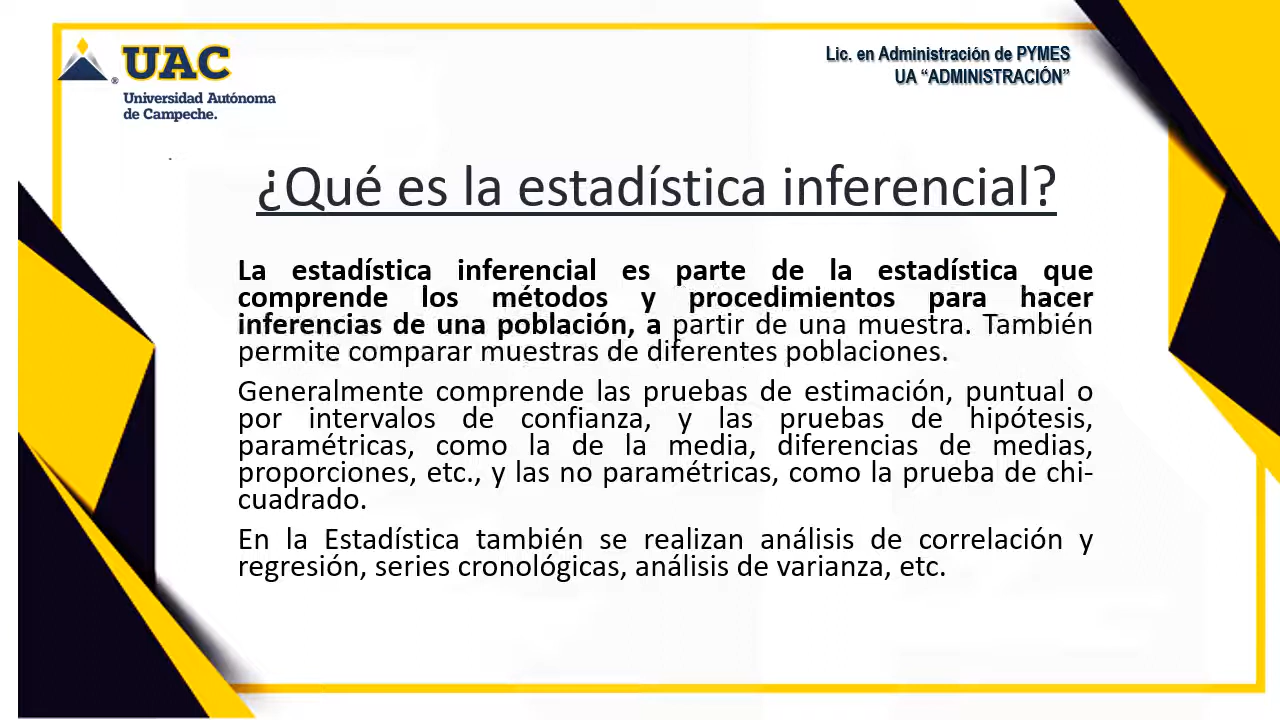 UAC
®
Universidad Autónoma
de Campeche.
Lic. en Administración de PYMES
UA “ADMINISTRACIÓN”
¿Qué es la estadística inferencial?
La estadística inferencial es parte de la estadística que
comprende los métodos y procedimientos para hacer
inferencias de una población, a partir de una muestra. También
permite comparar muestras de diferentes poblaciones.
Generalmente comprende las pruebas de estimación, puntual o
por intervalos de confianza, y las pruebas de hipótesis,
paramétricas, como la de la media, diferencias de medias,
proporciones, etc., y las no paramétricas, como la prueba de chi-
cuadrado.
En la Estadística también se realizan análisis de correlación y
regresión, series cronológicas, análisis de varianza, etc.